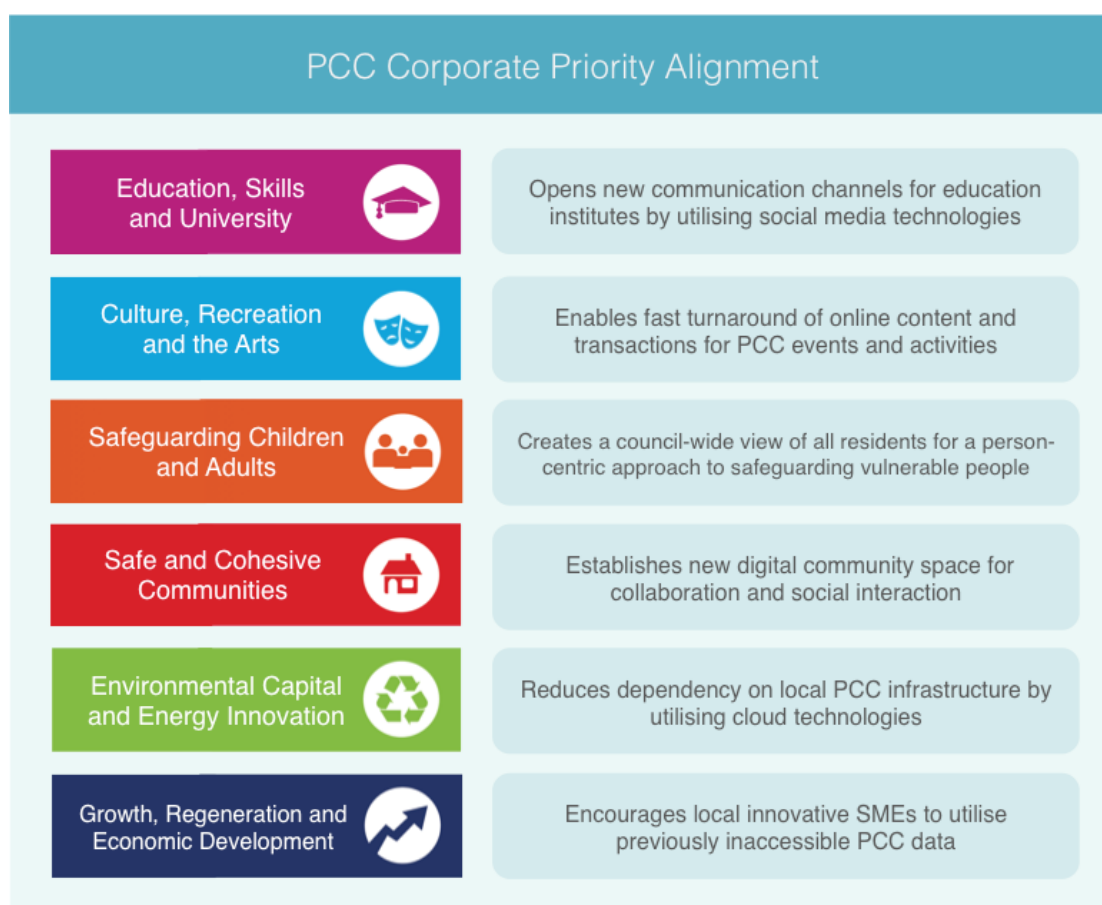 PCC Corporate Priority Alignment
Education, Skills
and University
Opens new communication channels for education
institutes by utilising social media technologies
Culture, Recreation
and the Arts
Enables fast turnaround of online content and
transactions for PCC events and activities
Safeguarding Children
and Adults
Creates a council-wide view of all residents for a person-
centric approach to safeguarding vulnerable people
Safe and Cohesive
Communities
Establishes new digital community space for
collaboration and social interaction
Environmental Capital
and Energy Innovation
Reduces dependency on local PCC infrastructure by
utilising cloud technologies
Growth, Regeneration and
Economic Development
Encourages local innovative SMEs to utilise
previously inaccessible PCC data